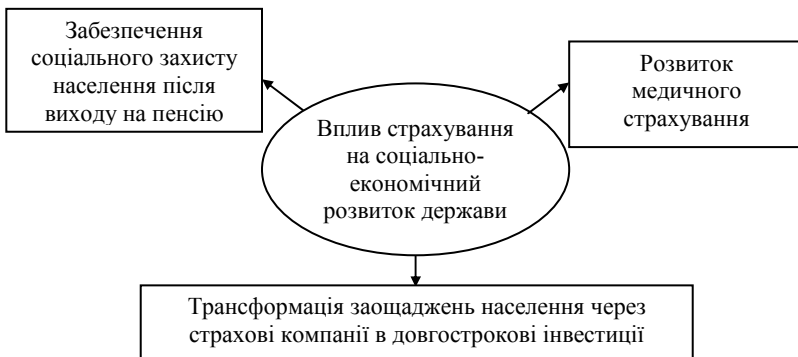 Забезпечення
соціального захисту
населення після
виходу на пенсію
Розвиток
медичного
страхування
Вплив страхування
на соціально-
економічний
розвиток держави
Трансформація заощаджень населення через
страхові компанії в довгострокові інвестиції